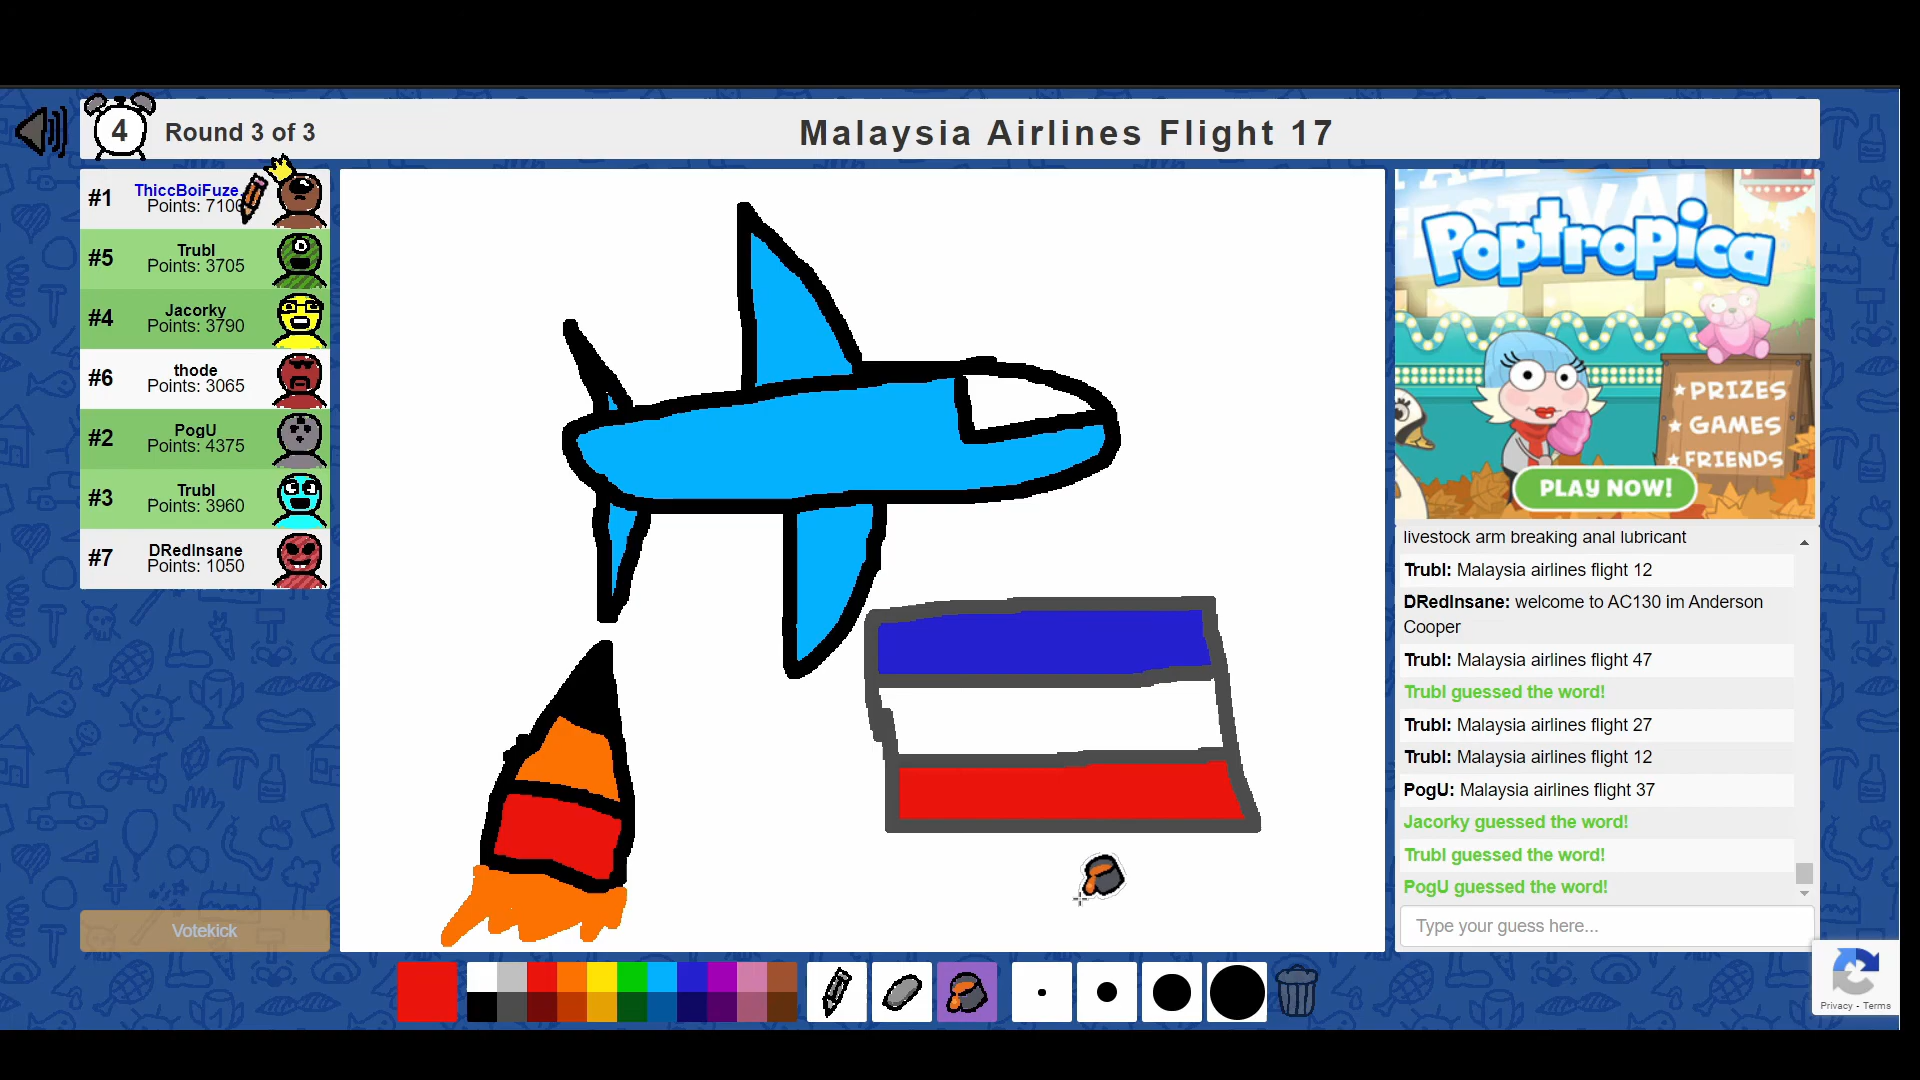 4
Round 3 of 3
Malaysia Airlines Flight 17
#1
ThiccBoiFuze
Points: 7100
#5
Trubl
Points: 3705
#4
Jacorky
Points: 3790
#6
thode
Points: 3065
#2
PogU
Points: 4375
#3
Trubl
Points: 3960
#7
DRedInsane
Points: 1050
Votekick
Poptropica
PRIZES
GAMES
FRIENDS
PLAY NOW!
livestock arm breaking anal lubricant
Trubl: Malaysia airlines flight 12
DRedInsane: welcome to AC130 im Anderson
Cooper
Trubl: Malaysia airlines flight 47
Trubl guessed the word!
Trubl: Malaysia airlines flight 27
Trubl: Malaysia airlines flight 12
PogU: Malaysia airlines flight 37
Jacorky guessed the word!
Trubl guessed the word!
PogU guessed the word!
Type your guess here...
Privacy - Terms